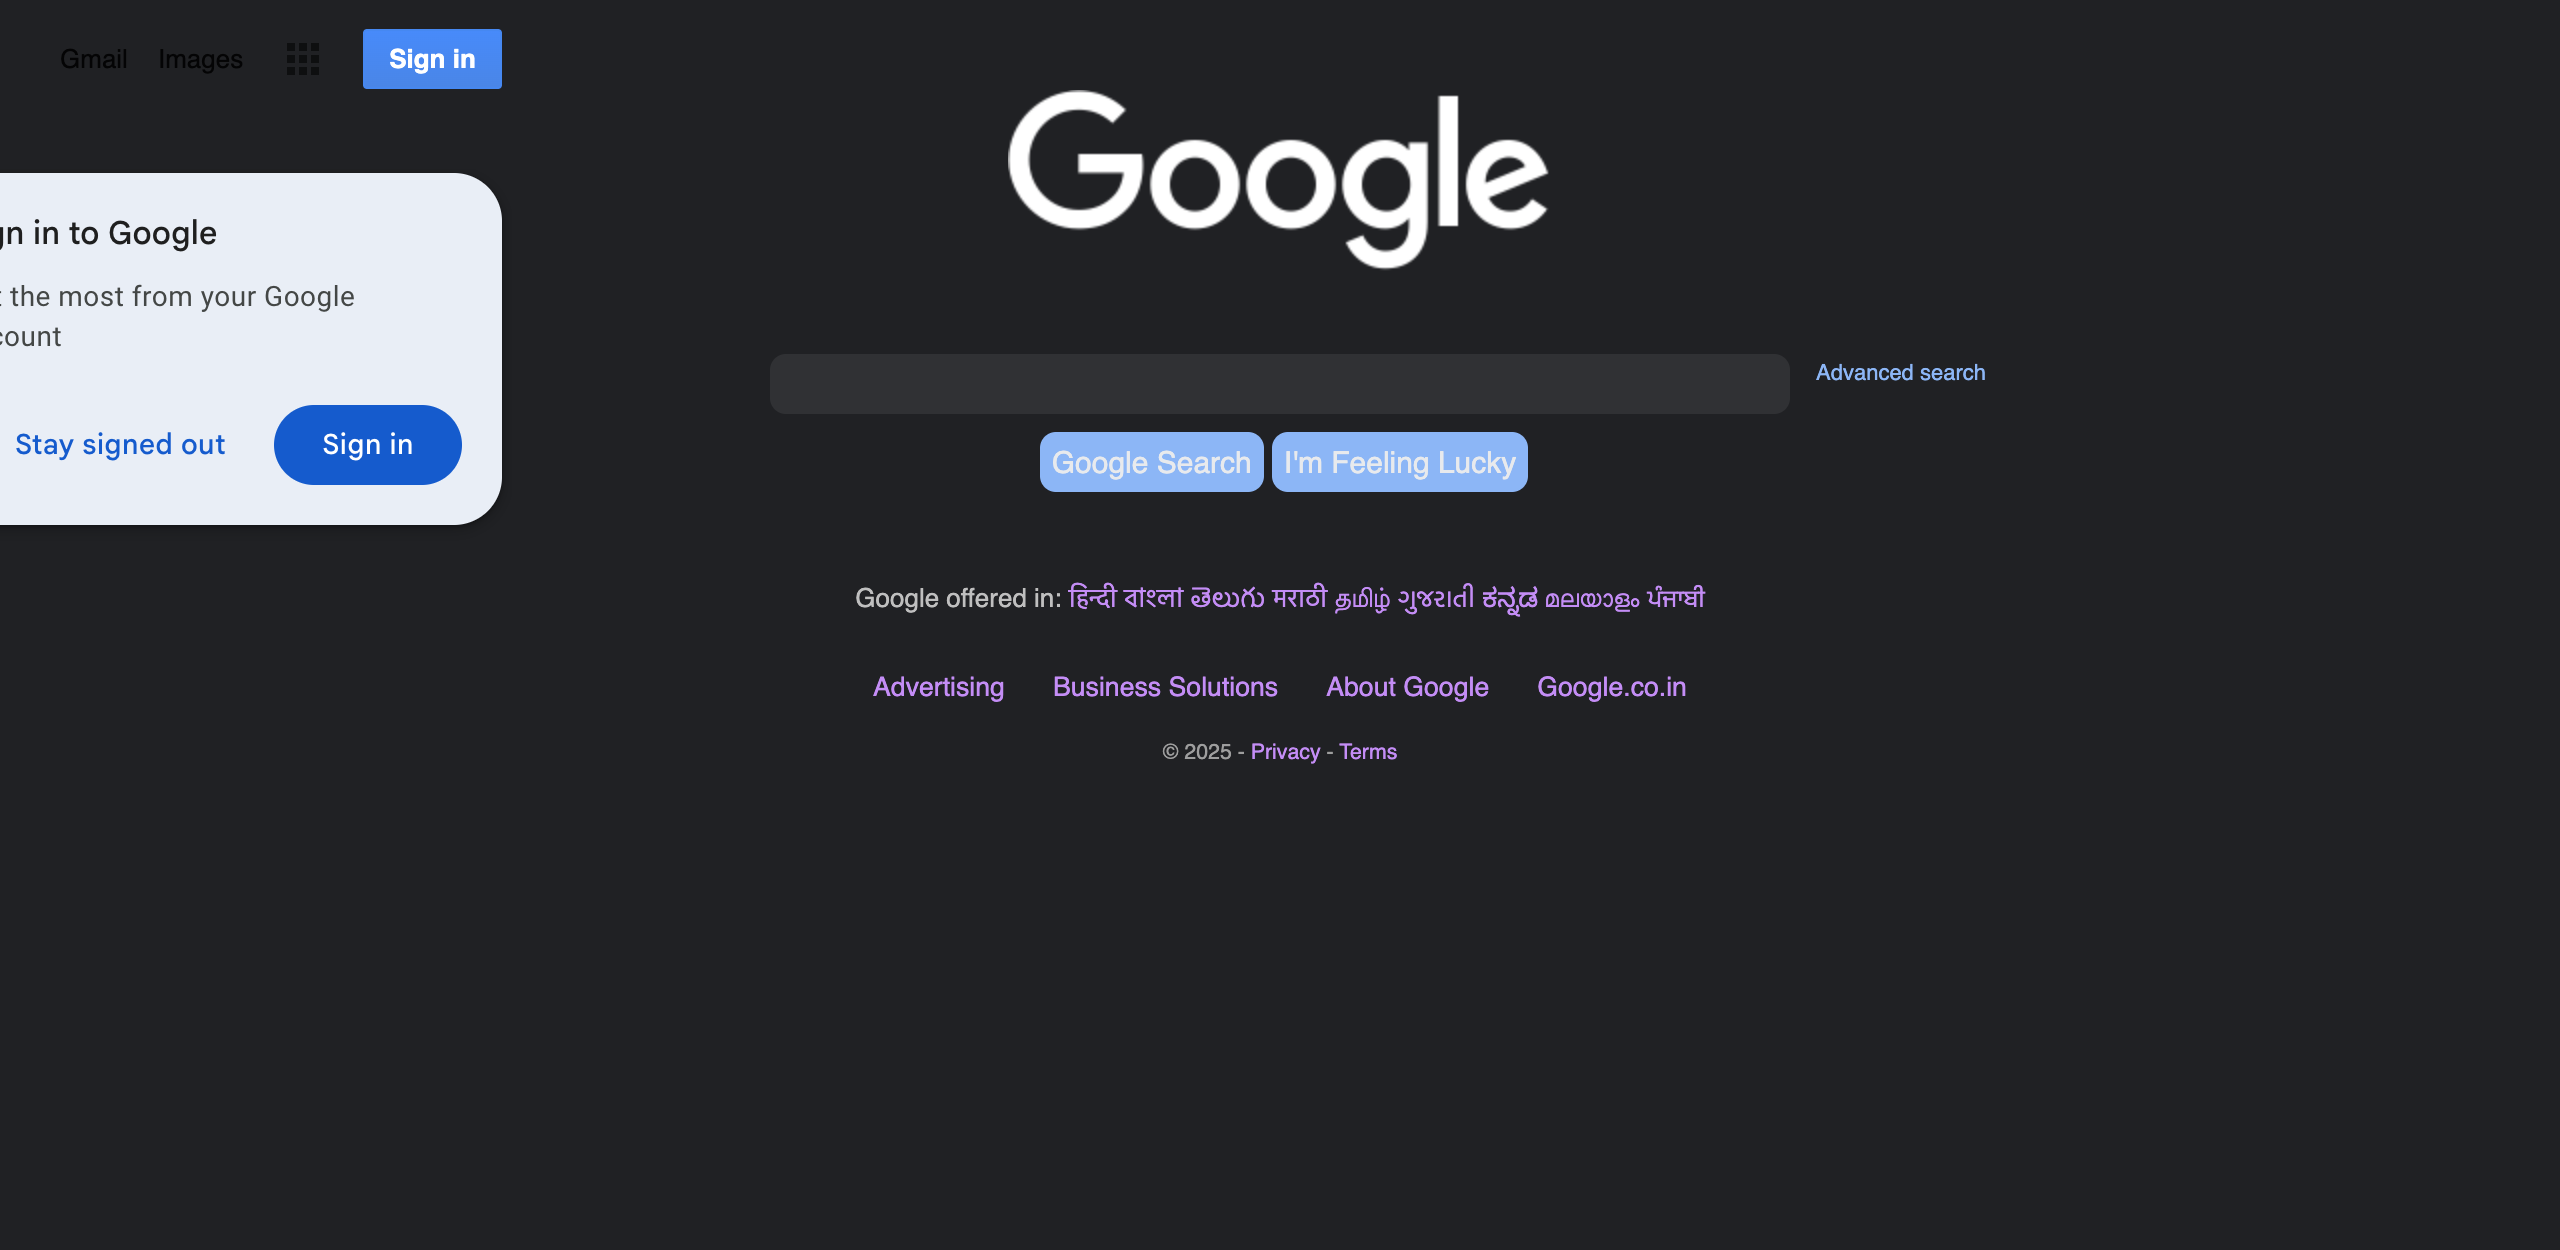 Gmail Images Sign in
Google
gn in to Google
the most from your Google
count
Stay signed out Sign in
Advanced search
Google Search I'm Feeling Lucky
Google offered in: हिन्दी বাংলা తెలుగు मराठी தமிழ் ગુજરાતી ಕನ್ನಡ മലയാളം ਪੰਜਾਬੀ
Advertising Business Solutions About Google Google.co.in
© 2025 - Privacy - Terms